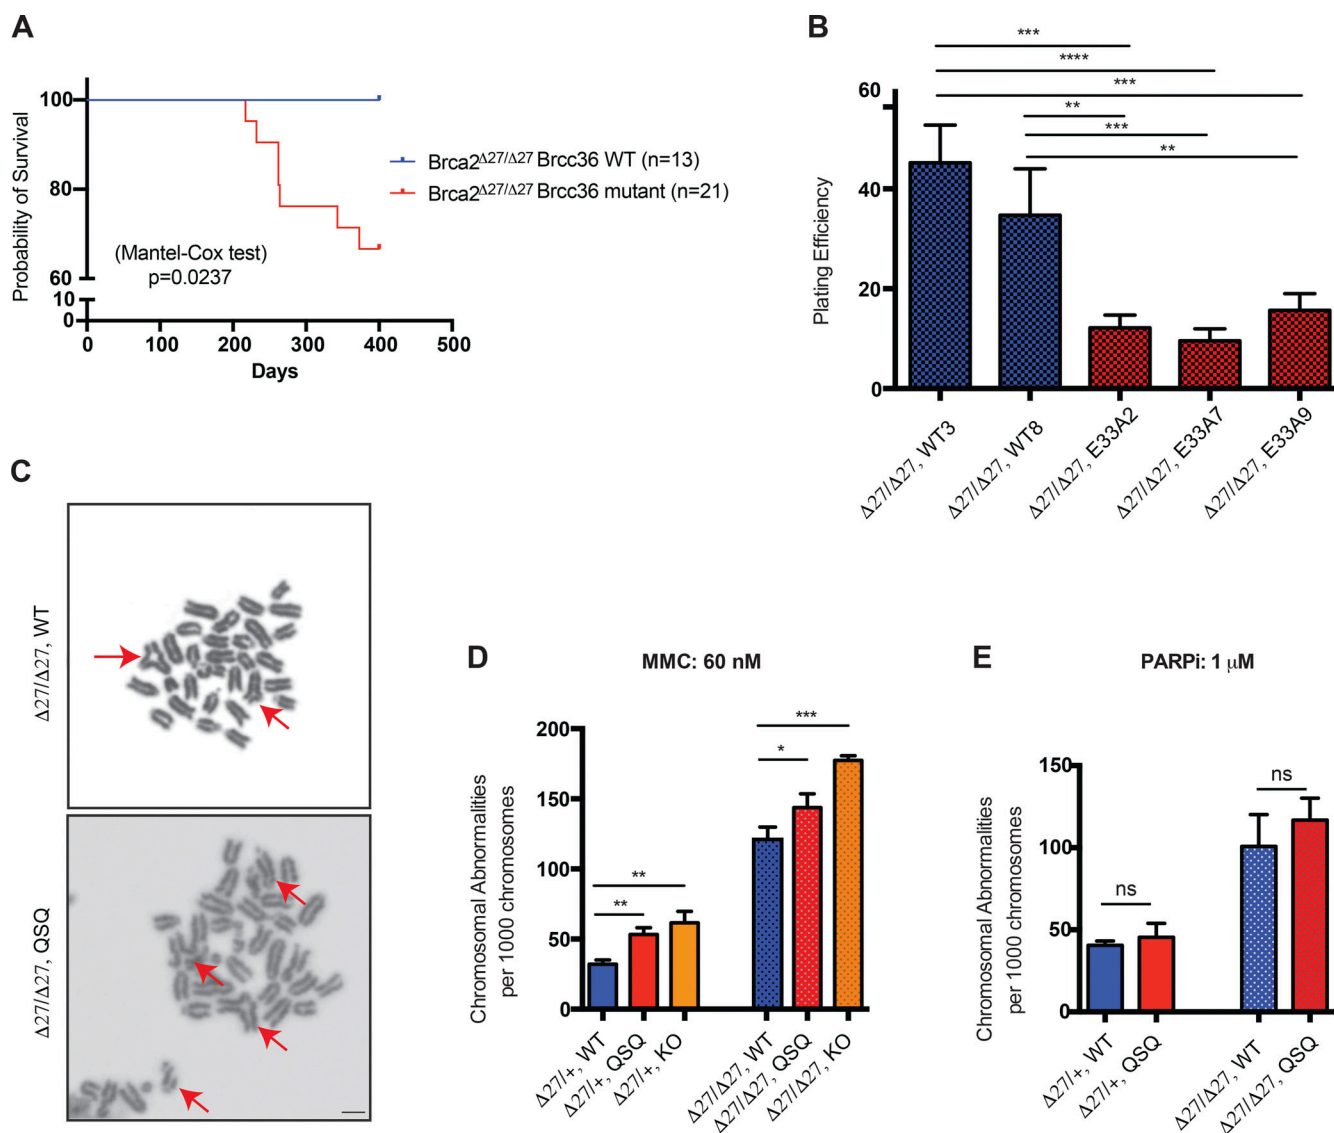 A
Probability of Survival
100
80
60
10
0
0
100
200
300
400
500
Days
(Mantel-Cox test)
p=0.0237
Brca2Δ27/Δ27 Brcc36 WT (n=13)
Brca2Δ27/Δ27 Brcc36 mutant (n=21)
B
Plating Efficiency
60
40
20
0
***
****
***
**
***
**
Δ27/Δ27, WT3
Δ27/Δ27, WT8
Δ27/Δ27, E33A2
Δ27/Δ27, E33A7
Δ27/Δ27, E33A9
C
Δ27/Δ27, WT
Δ27/Δ27, QSQ
D
MMC: 60 nM
Chromosomal Abnormalities
per 1000 chromosomes
200
150
100
50
0
**
**
*
***
Δ27/+, WT
Δ27/+, QSQ
Δ27/+, KO
Δ27/Δ27, WT
Δ27/Δ27, QSQ
Δ27/Δ27, KO
E
PARPi: 1 μM
Chromosomal Abnormalities
per 1000 chromosomes
150
100
50
0
ns
ns
Δ27/+, WT
Δ27/+, QSQ
Δ27/Δ27, WT
Δ27/Δ27, QSQ